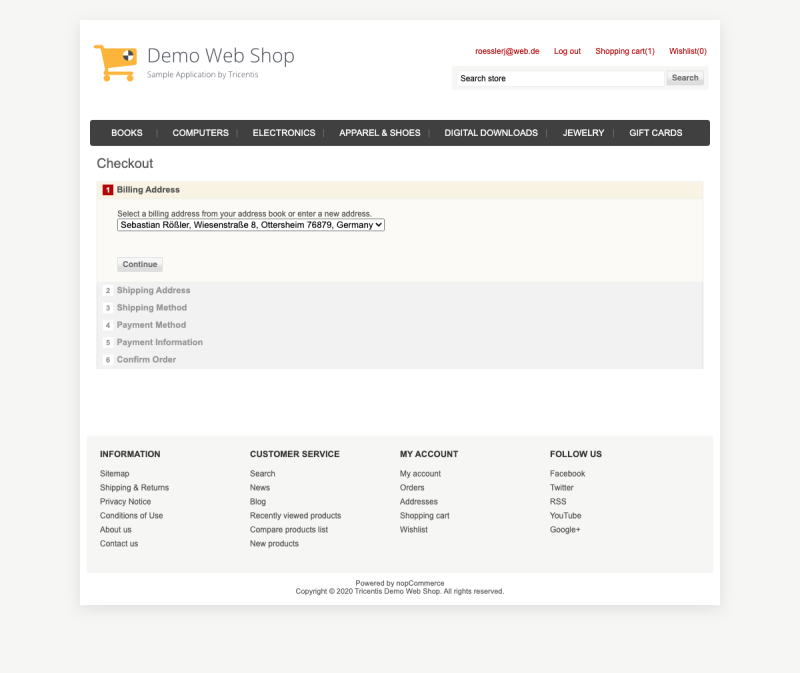 Demo Web Shop
Sample Application by Tricentis
roesslerj@web.de Log out Shopping cart(1) Wishlist(0)
Search store Search
BOOKS | COMPUTERS | ELECTRONICS | APPAREL & SHOES | DIGITAL DOWNLOADS | JEWELRY | GIFT CARDS
Checkout
1 Billing Address
Select a billing address from your address book or enter a new address.
Sebastian Rößler, Wiesenstraße 8, Ottersheim 76879, Germany
Continue
2 Shipping Address
3 Shipping Method
4 Payment Method
5 Payment Information
6 Confirm Order
INFORMATION
Sitemap
Shipping & Returns
Privacy Notice
Conditions of Use
About us
Contact us
CUSTOMER SERVICE
Search
News
Blog
Recently viewed products
Compare products list
New products
MY ACCOUNT
My account
Orders
Addresses
Shopping cart
Wishlist
FOLLOW US
Facebook
Twitter
RSS
YouTube
Google+
Powered by nopCommerce
Copyright © 2020 Tricentis Demo Web Shop. All rights reserved.